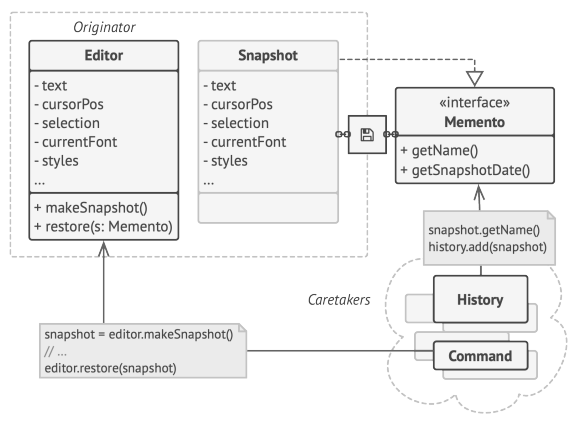 Originator
Editor
- text
- cursorPos
- selection
- currentFont
- styles
...
+ makeSnapshot()
+ restore(s: Memento)
Snapshot
- text
- cursorPos
- selection
- currentFont
- styles
...
«interface»
Memento
+ getName()
+ getSnapshotDate()
snapshot.getName()
history.add(snapshot)
Caretakers
History
Command
snapshot = editor.makeSnapshot()
// ...
editor.restore(snapshot)